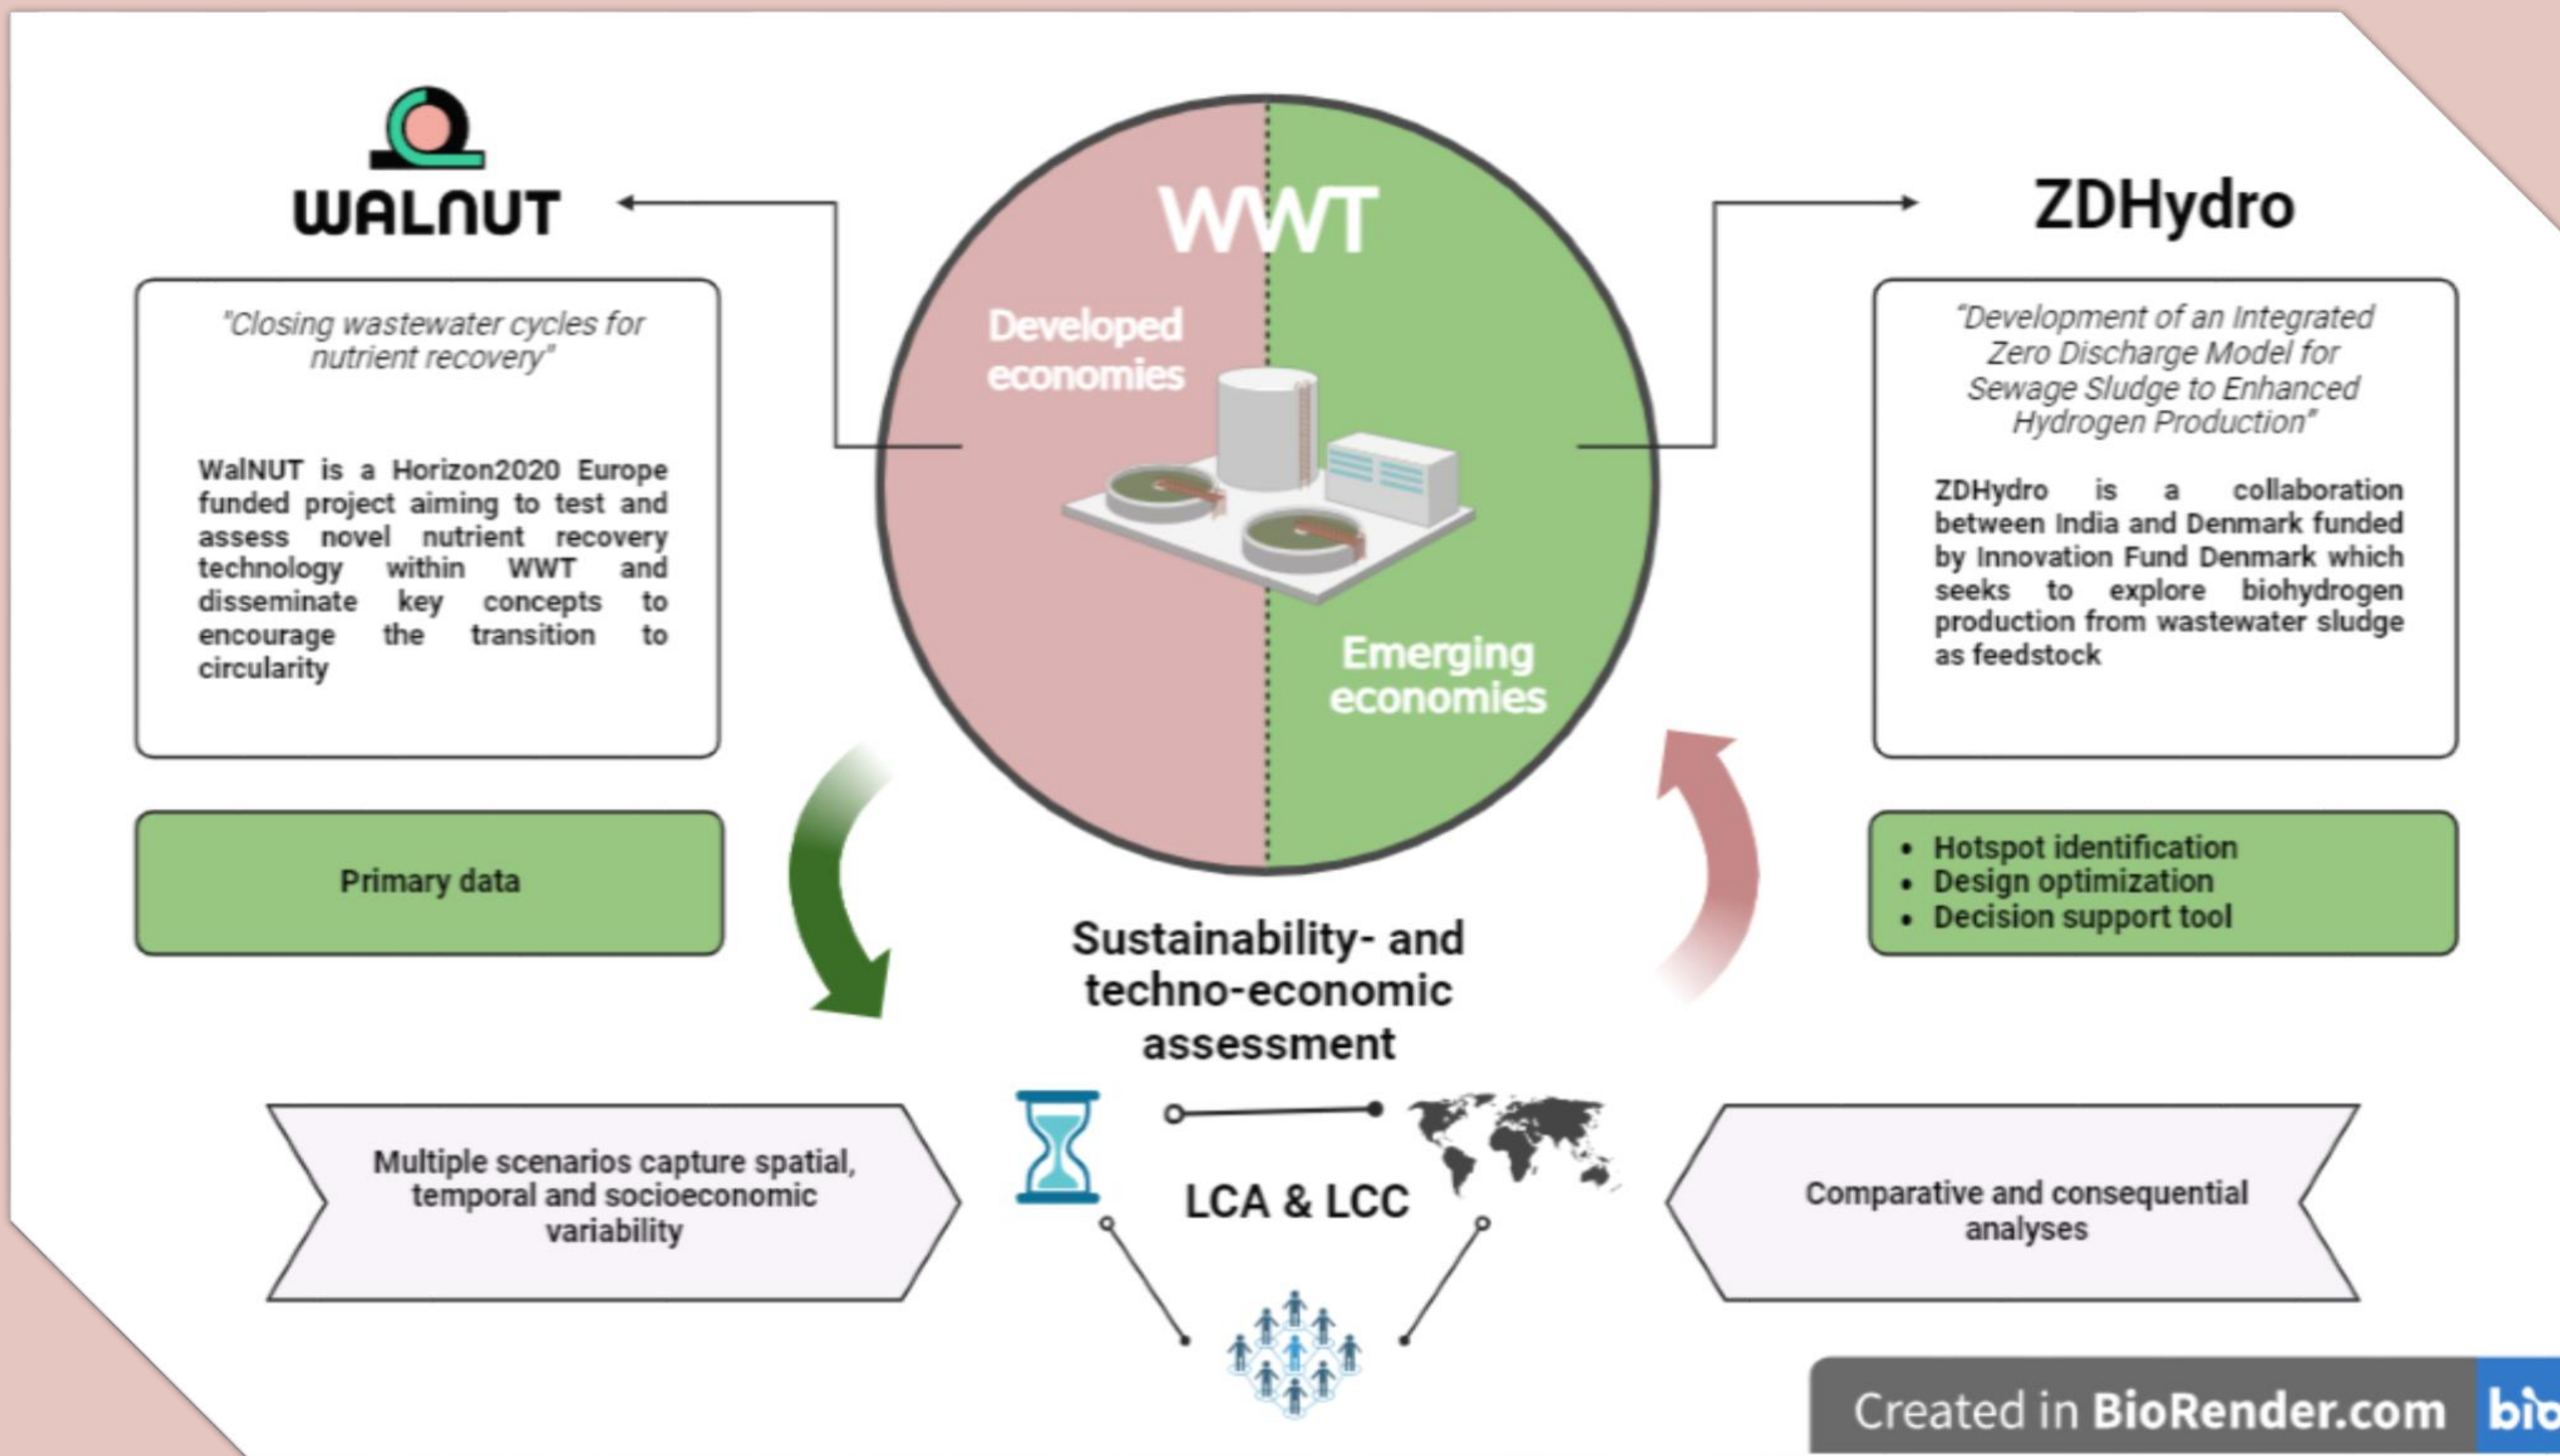 WALNUT
"Closing wastewater cycles for
nutrient recovery"
WalNUT is a Horizon2020 Europe
funded project aiming to test and
assess novel nutrient recovery
technology within WWT and
disseminate key concepts to
encourage the transition to
circularity
Primary data
WWT
Developed
economies
Emerging
economies
ZDHydro
“Development of an Integrated
Zero Discharge Model for
Sewage Sludge to Enhanced
Hydrogen Production”
ZDHydro is a collaboration
between India and Denmark funded
by Innovation Fund Denmark which
seeks to explore biohydrogen
production from wastewater sludge
as feedstock
• Hotspot identification
• Design optimization
• Decision support tool
Sustainability- and
techno-economic
assessment
Multiple scenarios capture spatial,
temporal and socioeconomic
variability
LCA & LCC
Comparative and consequential
analyses
Created in BioRender.com bio